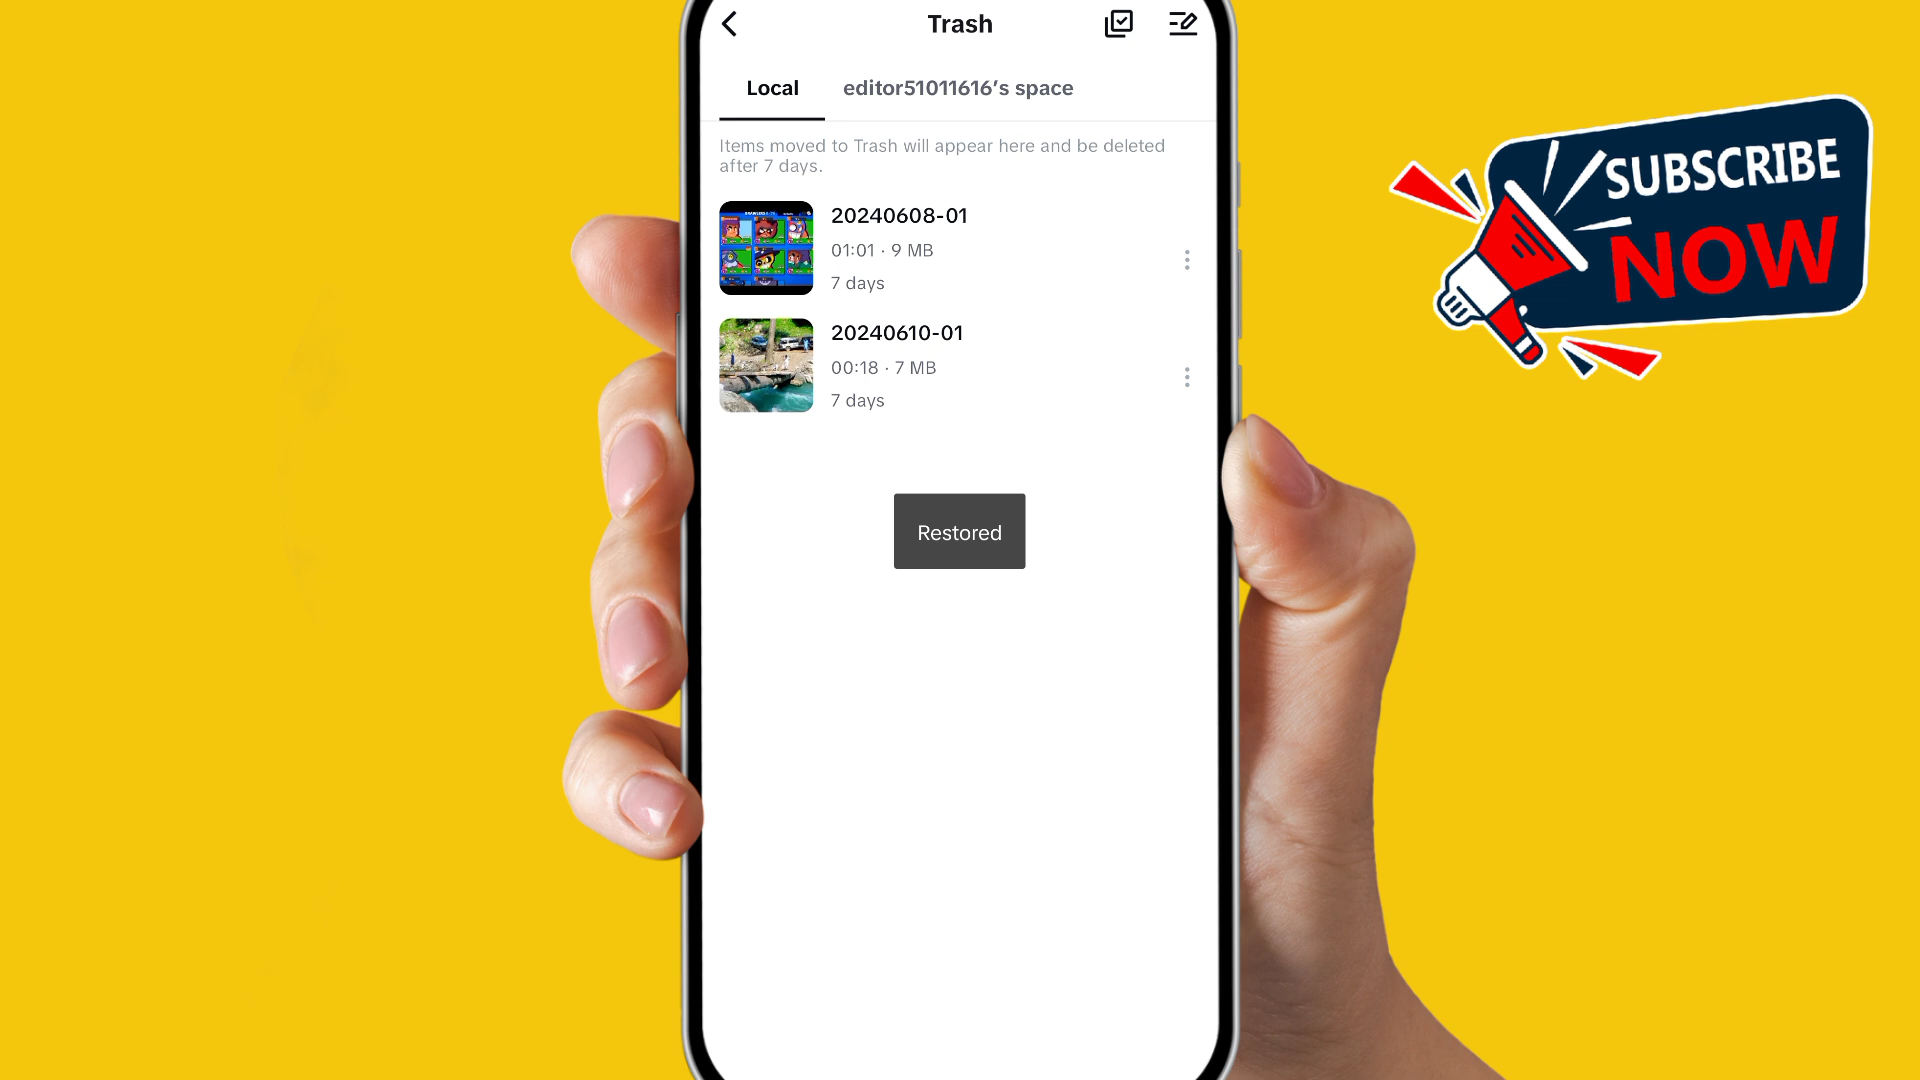 Trash
Local
editor51011616's space
Items moved to Trash will appear here and be deleted
after 7 days.
20240608-01
01:01 · 9 MB
7 days
20240610-01
00:18 · 7 MB
7 days
Restored
SUBSCRIBE
NOW